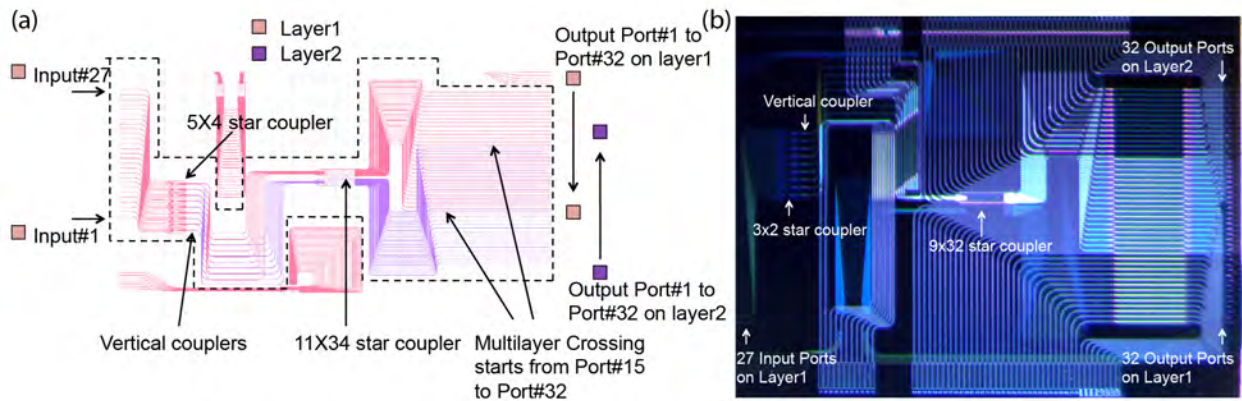 (a)
Layer1
Layer2
Output Port#1 to
Port#32 on layer1
Input#27
5X4 star coupler
Input#1
Output Port#1 to
Port#32 on layer2
Vertical couplers
11X34 star coupler
Multilayer Crossing
starts from Port#15
to Port#32
(b)
32 Output Ports
on Layer2
Vertical coupler
3x2 star coupler
9x32 star coupler
27 Input Ports
on Layer1
32 Output Ports
on Layer1